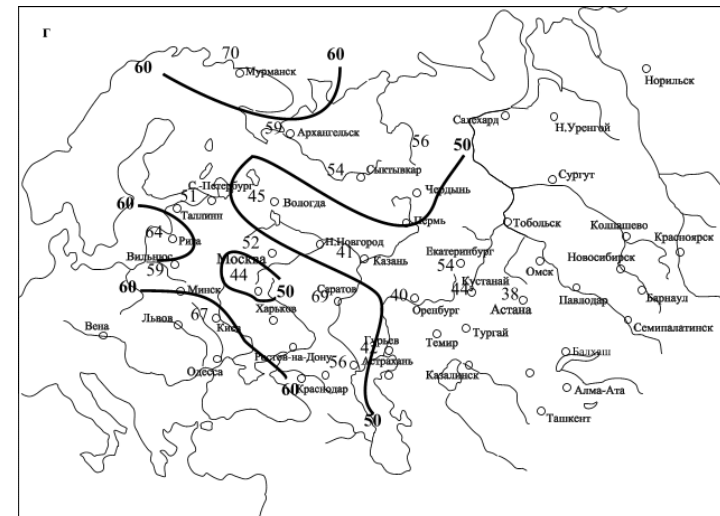 г
70
60
60
Мурманск
Норильск
59
Архангельск
Салехард
Н.Уренгой
56
50
54
Сыктывкар
Сургут
С.-Петербург
51
45
Чердынь
60
Таллинн
Вологда
Пермь
Тобольск
64
Рига
52
Н.Новгород
Колпашево
Красноярск
Вильнюс
Москва
41
Казань
Екатеринбург
54
Новосибирск
59
44
Омск
60
Минск
50
69
Саратов
40
Оренбург
Кустанай
44
38
Астана
Павлодар
Барнаул
Львов
67
Киев
Харьков
Семипалатинск
Вена
Гурьев
Темир
Тургай
Ростов-на-Дону
56
Астрахань
Балхаш
Одесса
Казалинск
60
Краснодар
Алма-Ата
50
Ташкент